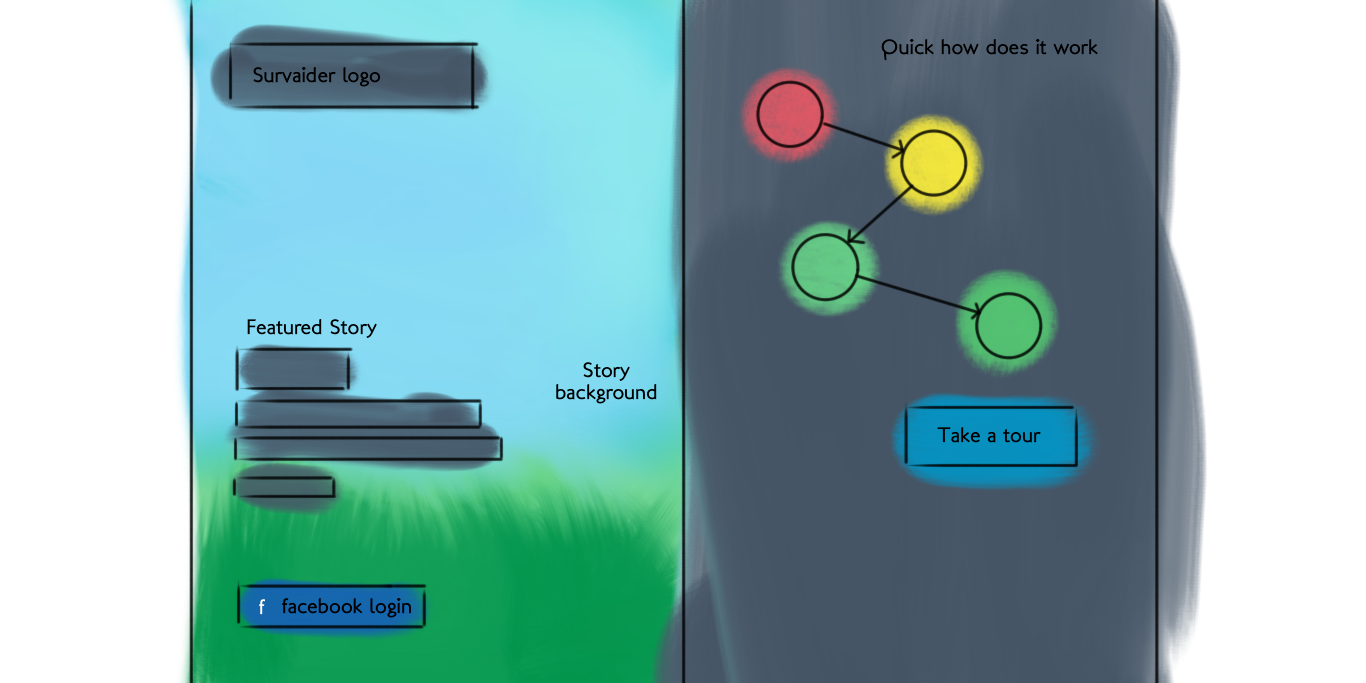 Survaider logo
Featured Story
Story
background
f facebook login
Quick how does it work
Take a tour